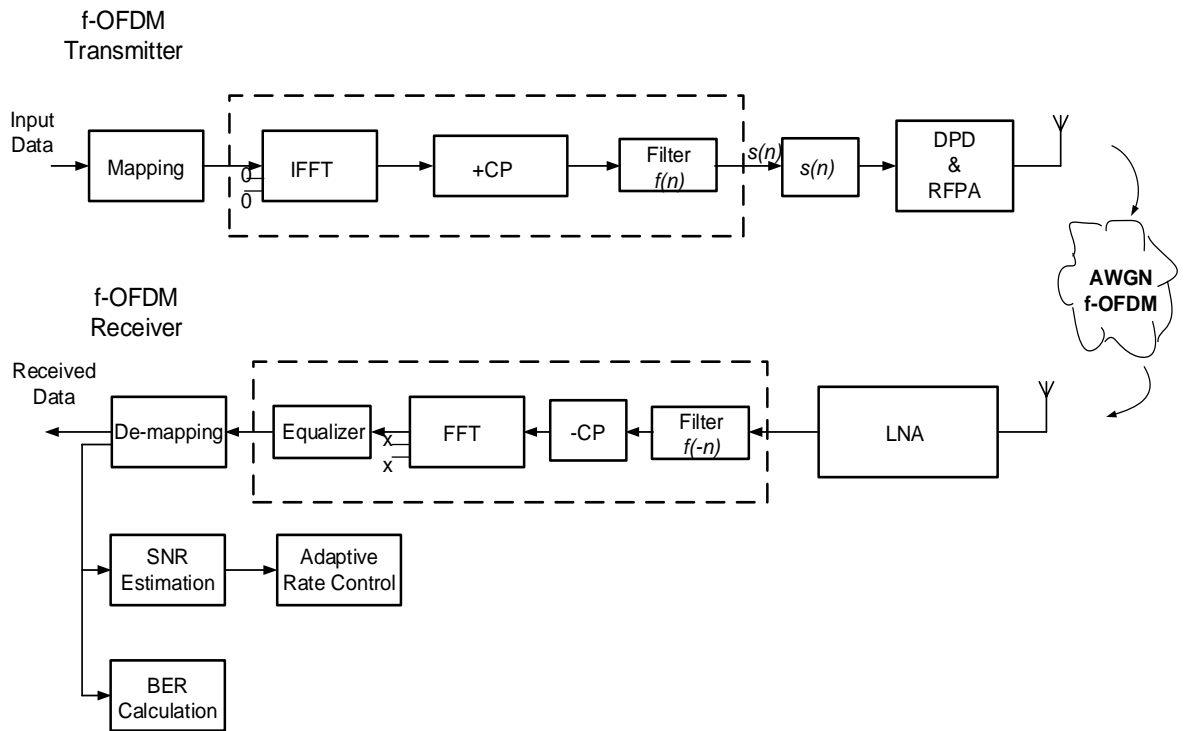 f-OFDM
Transmitter
Input
Data
Mapping
0
0
IFFT
+CP
Filter
f(n)
s(n)
s(n)
DPD
&
RFPA
AWGN
f-OFDM
f-OFDM
Receiver
Received
Data
De-mapping
Equalizer
x
x
FFT
-CP
Filter
f(-n)
LNA
SNR
Estimation
Adaptive
Rate Control
BER
Calculation